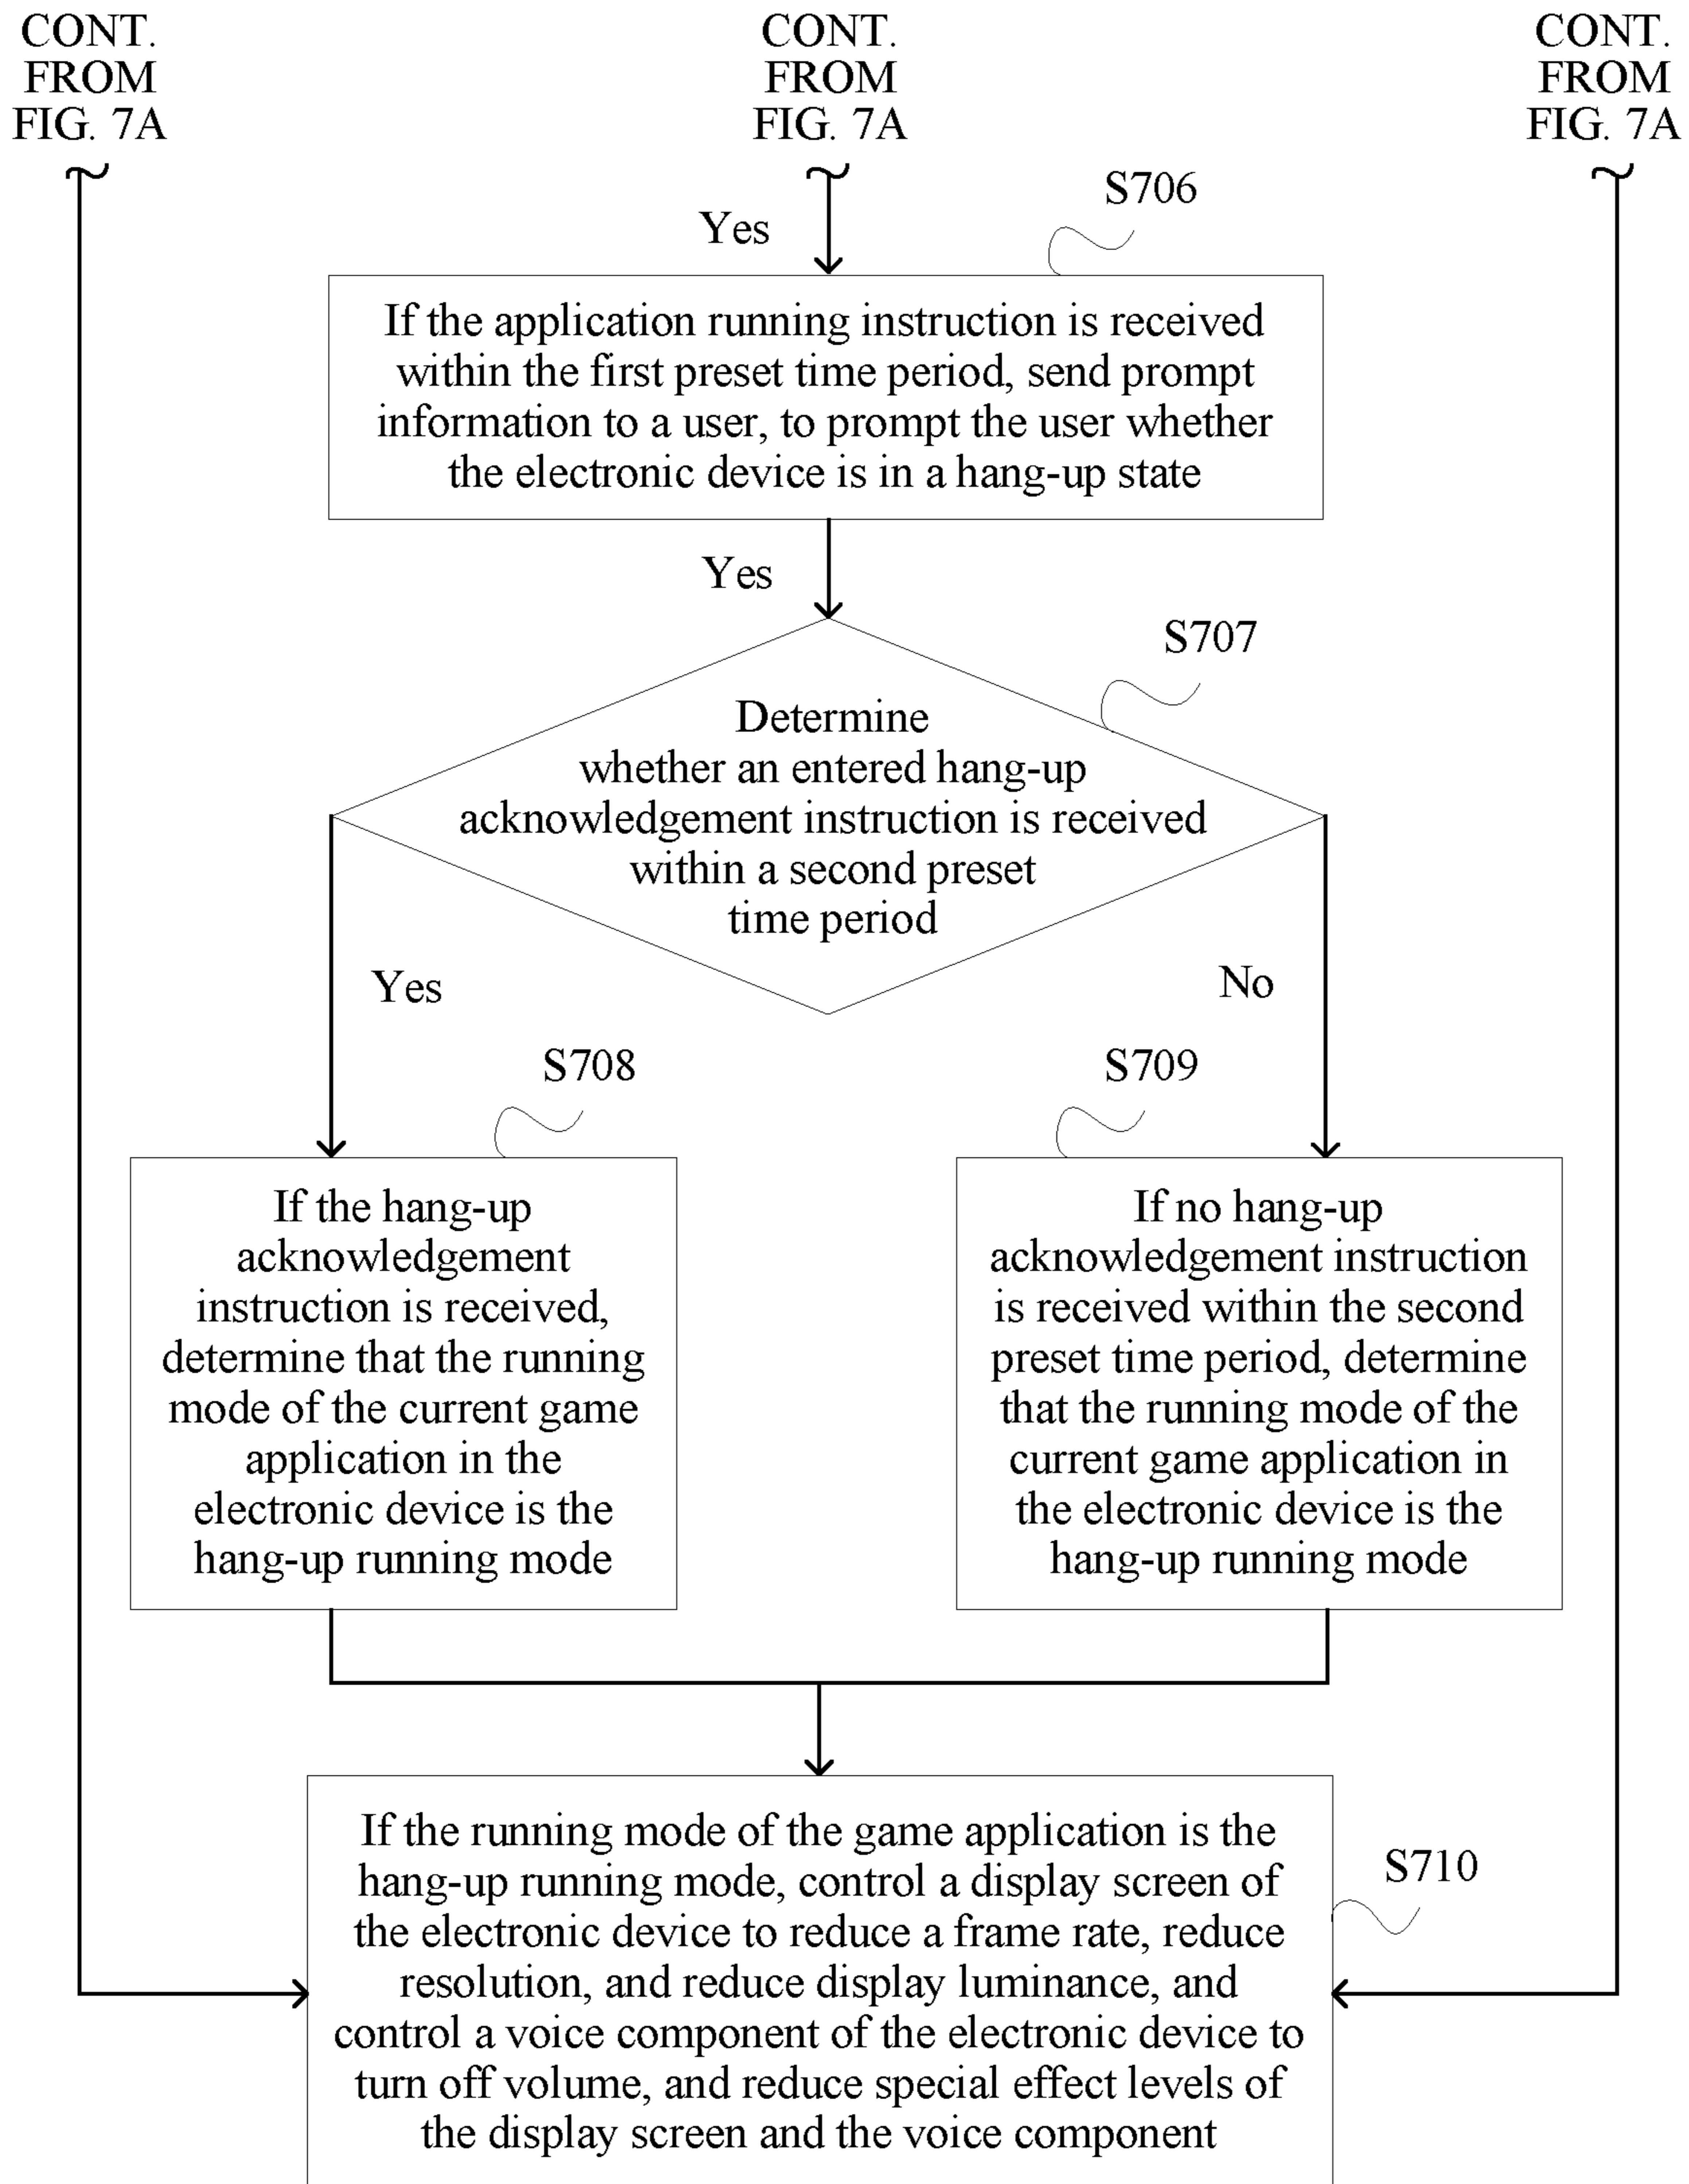 CONT.
FROM
FIG. 7A
CONT.
FROM
FIG. 7A
CONT.
FROM
FIG. 7A
S706
Yes
If the application running instruction is received
within the first preset time period, send prompt
information to a user, to prompt the user whether
the electronic device is in a hang-up state
Yes
S707
Determine
whether an entered hang-up
acknowledgement instruction is received
within a second preset
time period
Yes
No
S708
S709
If the hang-up
acknowledgement
instruction is received,
determine that the running
mode of the current game
application in the
electronic device is the
hang-up running mode
If no hang-up
acknowledgement instruction
is received within the second
preset time period, determine
that the running mode of the
current game application in
the electronic device is the
hang-up running mode
If the running mode of the game application is the
hang-up running mode, control a display screen of
the electronic device to reduce a frame rate, reduce
resolution, and reduce display luminance, and
control a voice component of the electronic device to
turn off volume, and reduce special effect levels of
the display screen and the voice component
S710